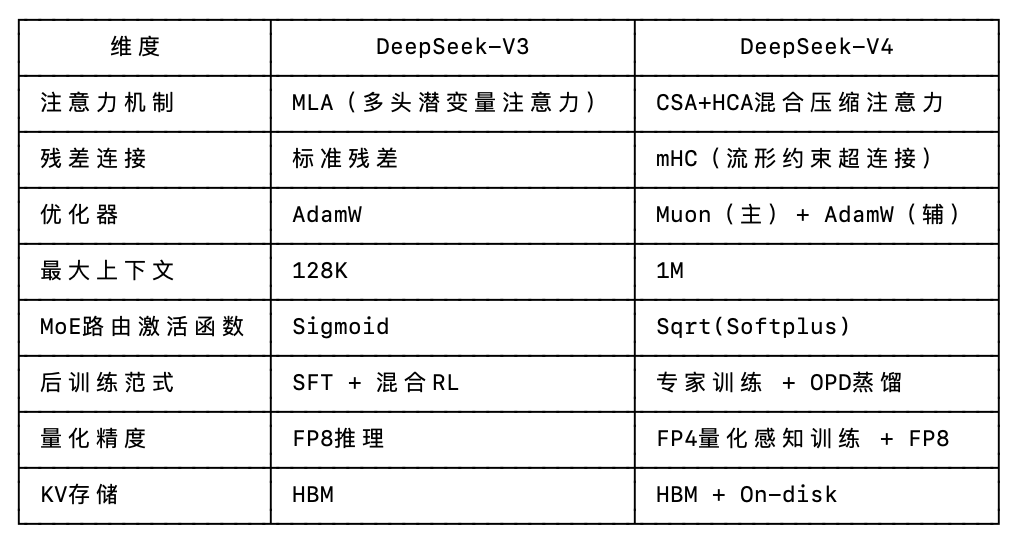 维度 DeepSeek-V3 DeepSeek-V4
注意力机制 MLA（多头潜变量注意力） CSA+HCA混合压缩注意力
残差连接 标准残差 mHC（流形约束超连接）
优化器 AdamW Muon（主）+ AdamW（辅）
最大上下文 128K 1M
MoE路由激活函数 Sigmoid Sqrt(Softplus)
后训练范式 SFT + 混合RL 专家训练 + OPD蒸馏
量化精度 FP8推理 FP4量化感知训练 + FP8
KV存储 HBM HBM + On-disk